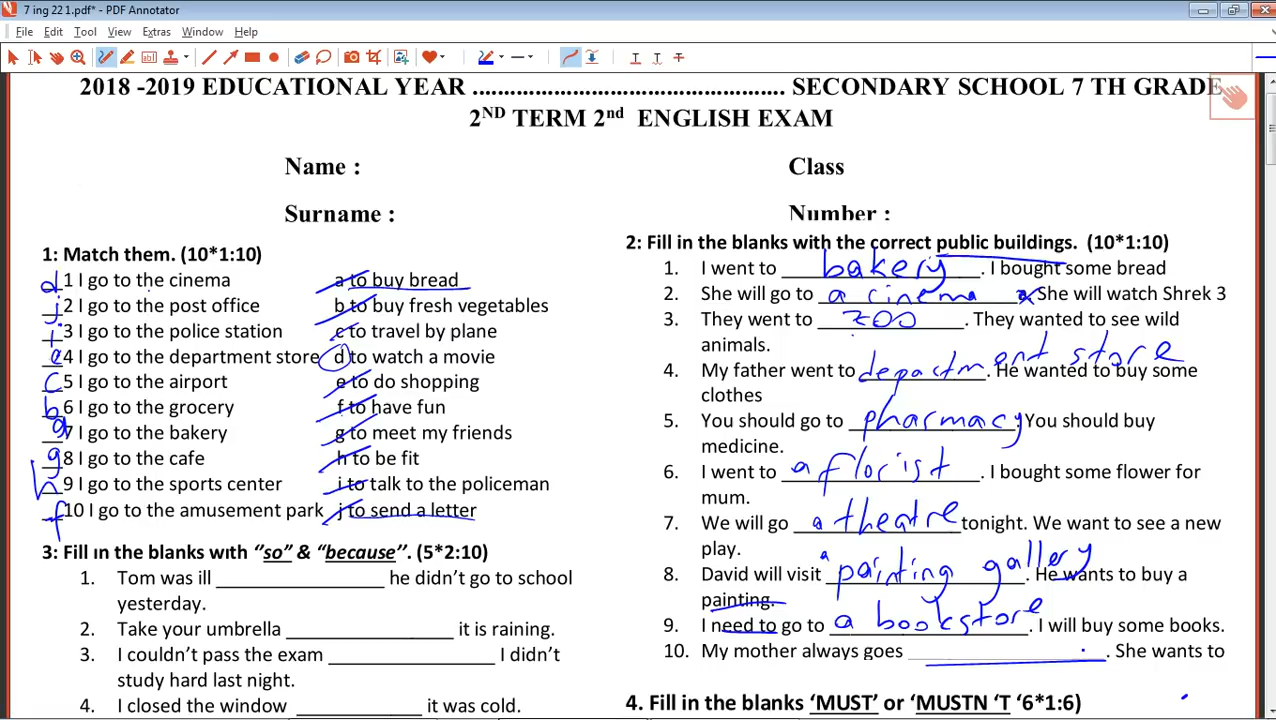 7 ing 22 1.pdf* - PDF Annotator
File Edit Tool View Extras Window Help
2018 -2019 EDUCATIONAL YEAR ................................................. SECONDARY SCHOOL 7 TH GRADE
2ND TERM 2nd ENGLISH EXAM
Name : Class
Surname : Number :
1: Match them. (10*1:10)
d 1 I go to the cinema a to buy bread
j 2 I go to the post office b to buy fresh vegetables
i 3 I go to the police station c to travel by plane
e 4 I go to the department store d to watch a movie
c 5 I go to the airport e to do shopping
b 6 I go to the grocery f to have fun
a 7 I go to the bakery g to meet my friends
g 8 I go to the cafe h to be fit
h 9 I go to the sports center i to talk to the policeman
f 10 I go to the amusement park j to send a letter
3: Fill in the blanks with ‘’so’’ & ‘’because’’. (5*2:10)
1. Tom was ill ________________ he didn’t go to school
yesterday.
2. Take your umbrella ________________ it is raining.
3. I couldn’t pass the exam ________________ I didn’t
study hard last night.
4. I closed the window ____________ it was cold.
2: Fill in the blanks with the correct public buildings. (10*1:10)
1. I went to bakery. I bought some bread
2. She will go to a cinema She will watch Shrek 3
3. They went to zoo. They wanted to see wild
animals.
4. My father went to department store. He wanted to buy some
clothes
5. You should go to pharmacy. You should buy
medicine.
6. I went to a florist. I bought some flower for
mum.
7. We will go a theatre tonight. We want to see a new
play.
8. David will visit a painting gallery. He wants to buy a
painting.
9. I need to go to a bookstore. I will buy some books.
10. My mother always goes ___________________. She wants to
4. Fill in the blanks ‘MUST’ or ‘MUSTN ‘T ‘6*1:6)